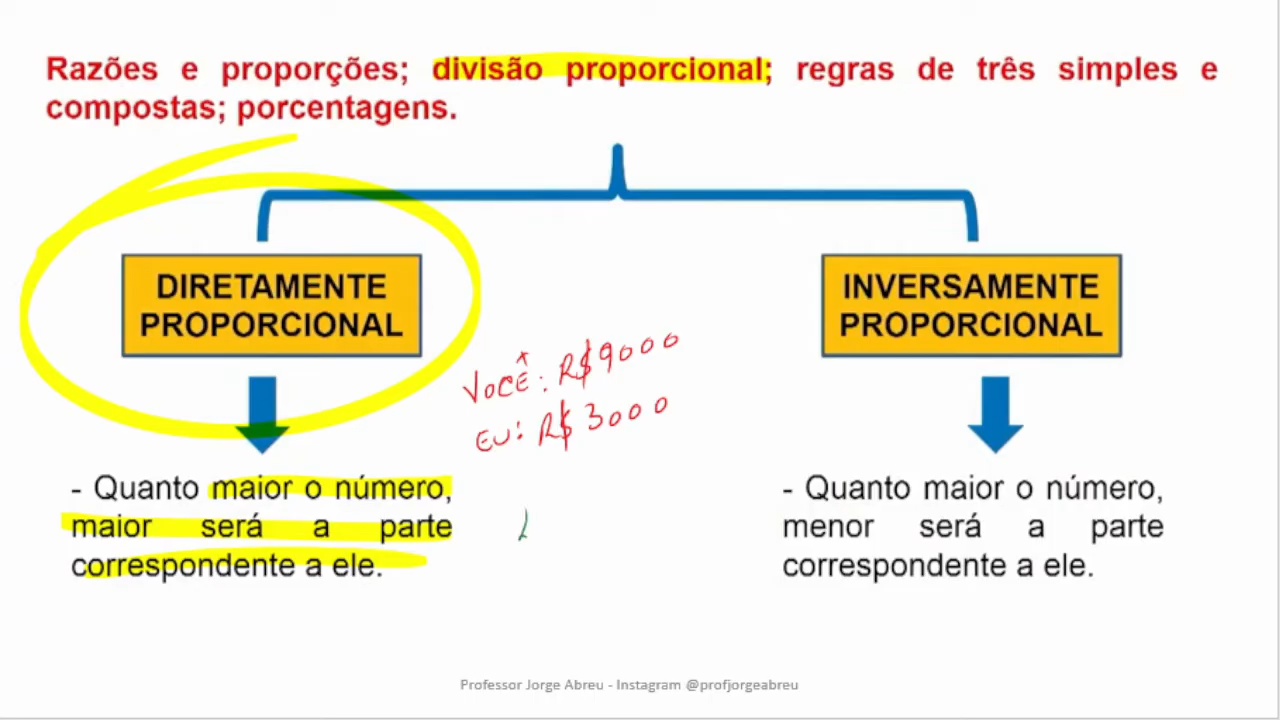 Razões e proporções; divisão proporcional; regras de três simples e
compostas; porcentagens.
DIRETAMENTE
PROPORCIONAL
INVERSAMENTE
PROPORCIONAL
VOCÊ: R$9000
EU: R$3000
- Quanto maior o número,
maior será a parte
correspondente a ele.
- Quanto maior o número,
menor será a parte
correspondente a ele.
Professor Jorge Abreu - Instagram @profjorgeabreu